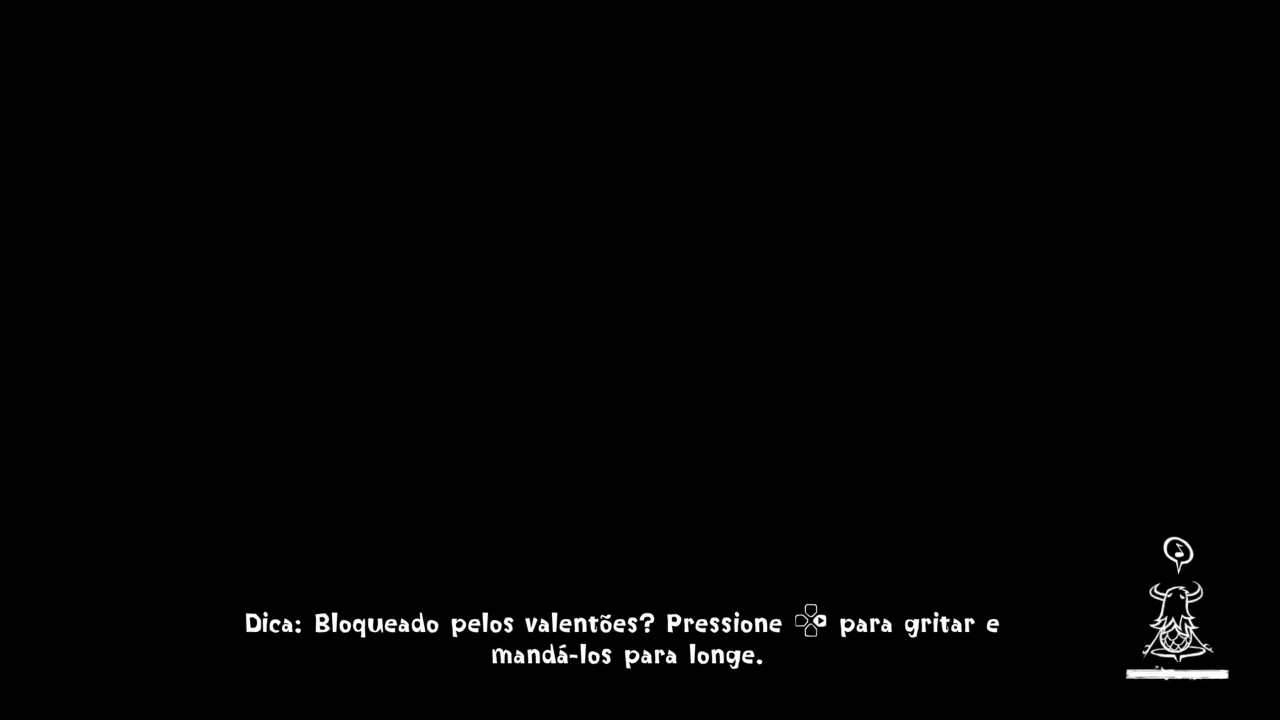 Dica: Bloqueado pelos valentões? Pressione para gritar e
mandá-los para longe.